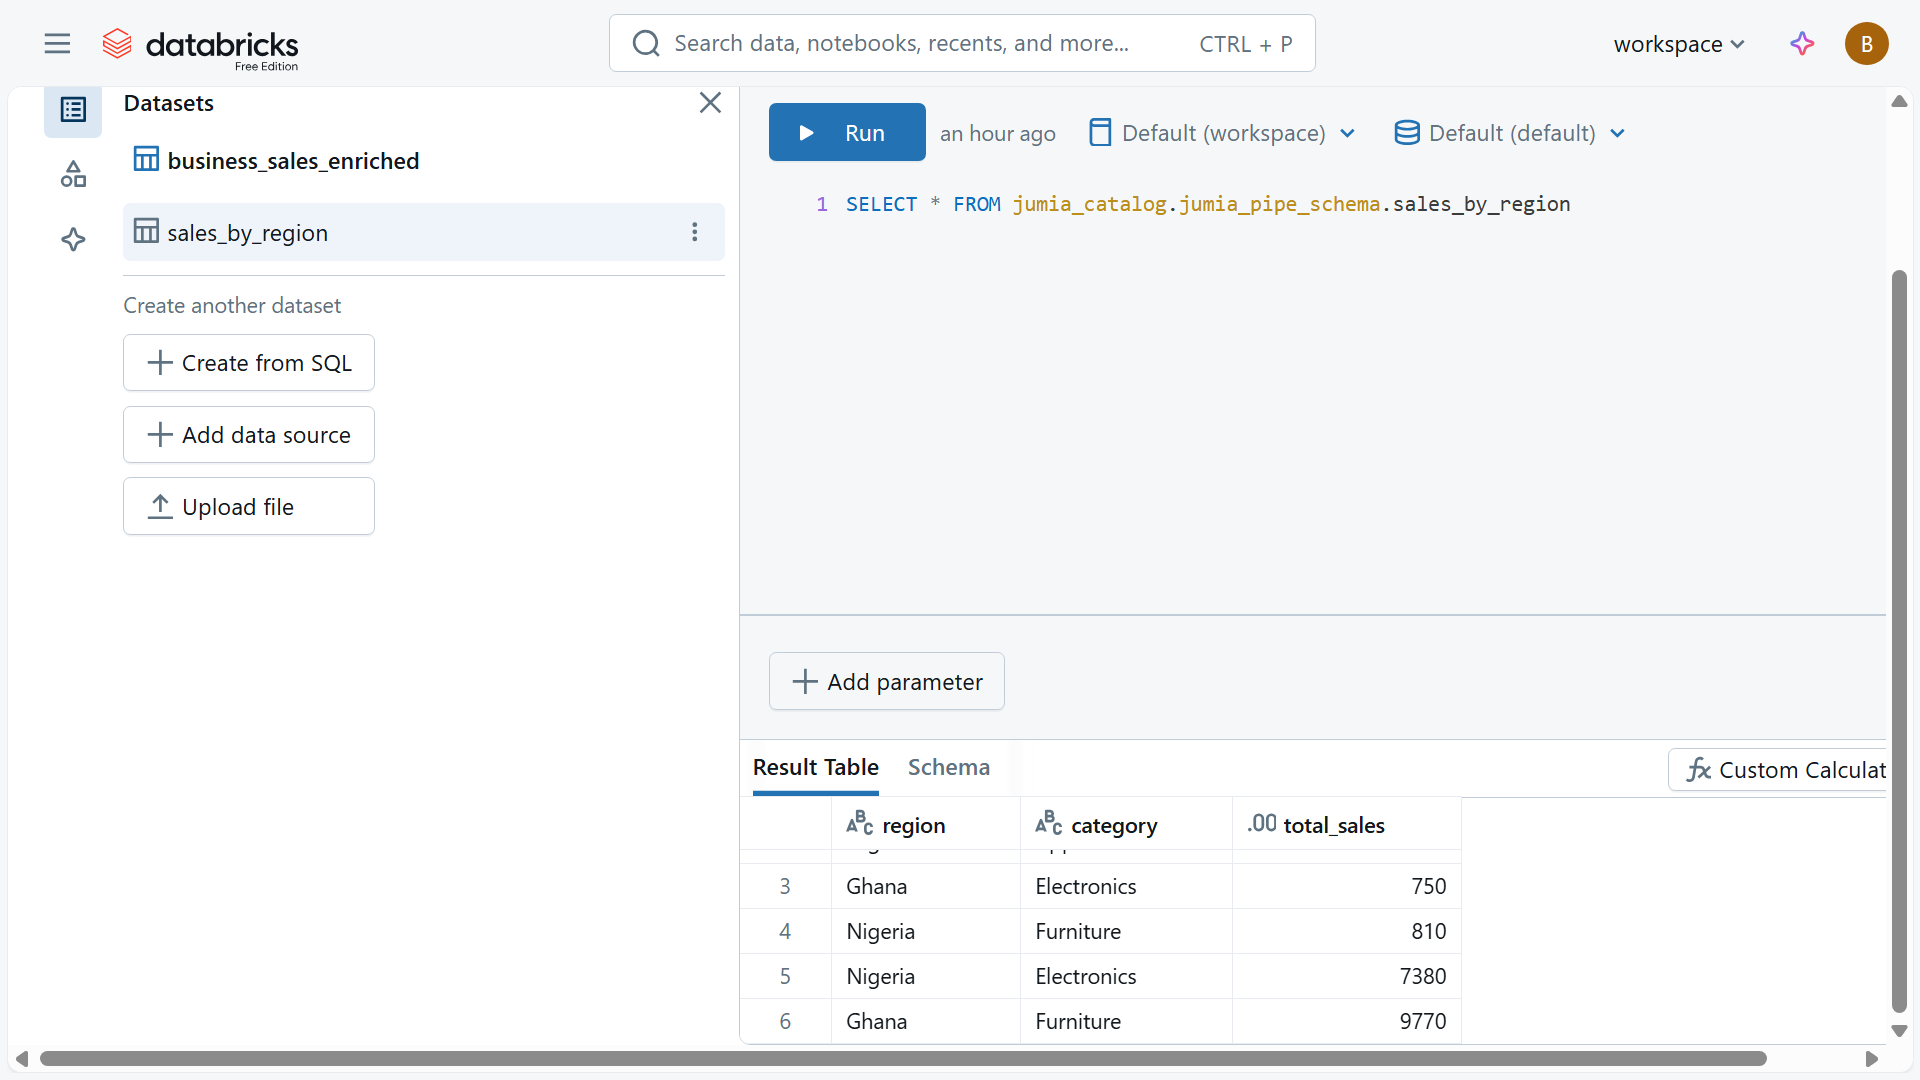 databricks
Free Edition
Search data, notebooks, recents, and more... CTRL + P
workspace
B
Datasets
business_sales_enriched
sales_by_region
Create another dataset
Create from SQL
Add data source
Upload file
Run
an hour ago
Default (workspace)
Default (default)
1 SELECT * FROM jumia_catalog.jumia_pipe_schema.sales_by_region
Add parameter
Result Table
Schema
Custom Calculat
region category .00 total_sales
3 Ghana Electronics 750
4 Nigeria Furniture 810
5 Nigeria Electronics 7380
6 Ghana Furniture 9770